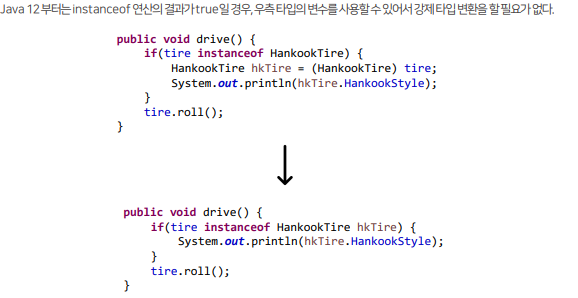 Java 12부터는 instanceof 연산의 결과가 true일 경우, 우측 타입의 변수를 사용할 수 있어서 강제 타입 변환을 할 필요가 없다.
public void drive() {
    if(tire instanceof HankookTire) {
        HankookTire hkTire = (HankookTire) tire;
        System.out.println(hkTire.HankookStyle);
    }
    tire.roll();
}
public void drive() {
    if(tire instanceof HankookTire hkTire) {
        System.out.println(hkTire.HankookStyle);
    }
    tire.roll();
}